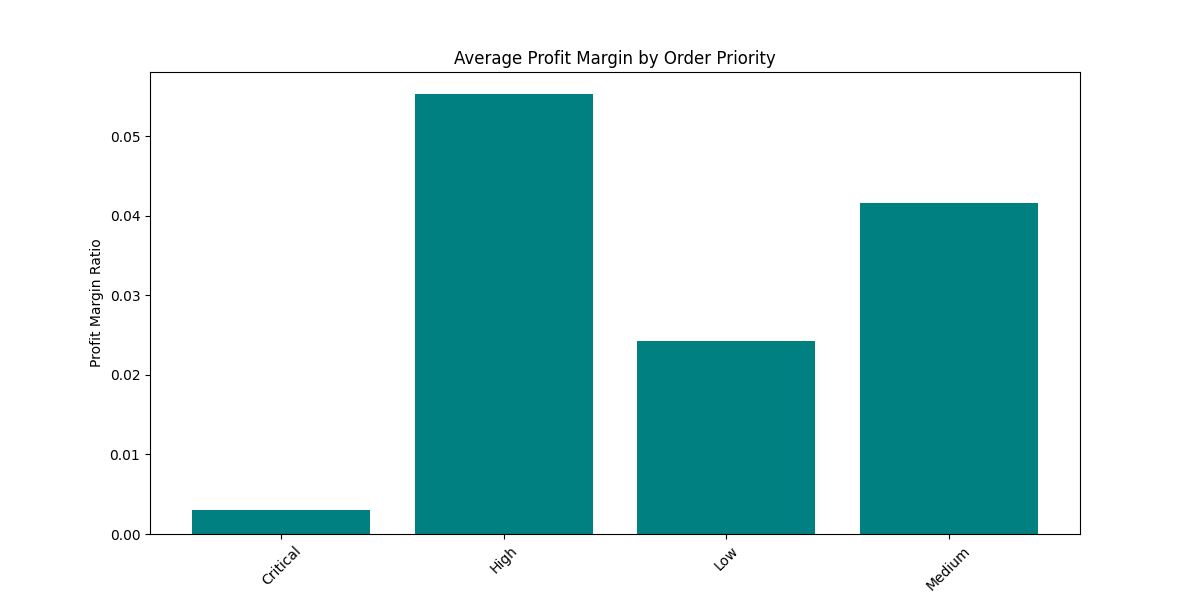 Average Profit Margin by Order Priority
Profit Margin Ratio
0.05
0.04
0.03
0.02
0.01
0.00
Critical
High
Low
Medium